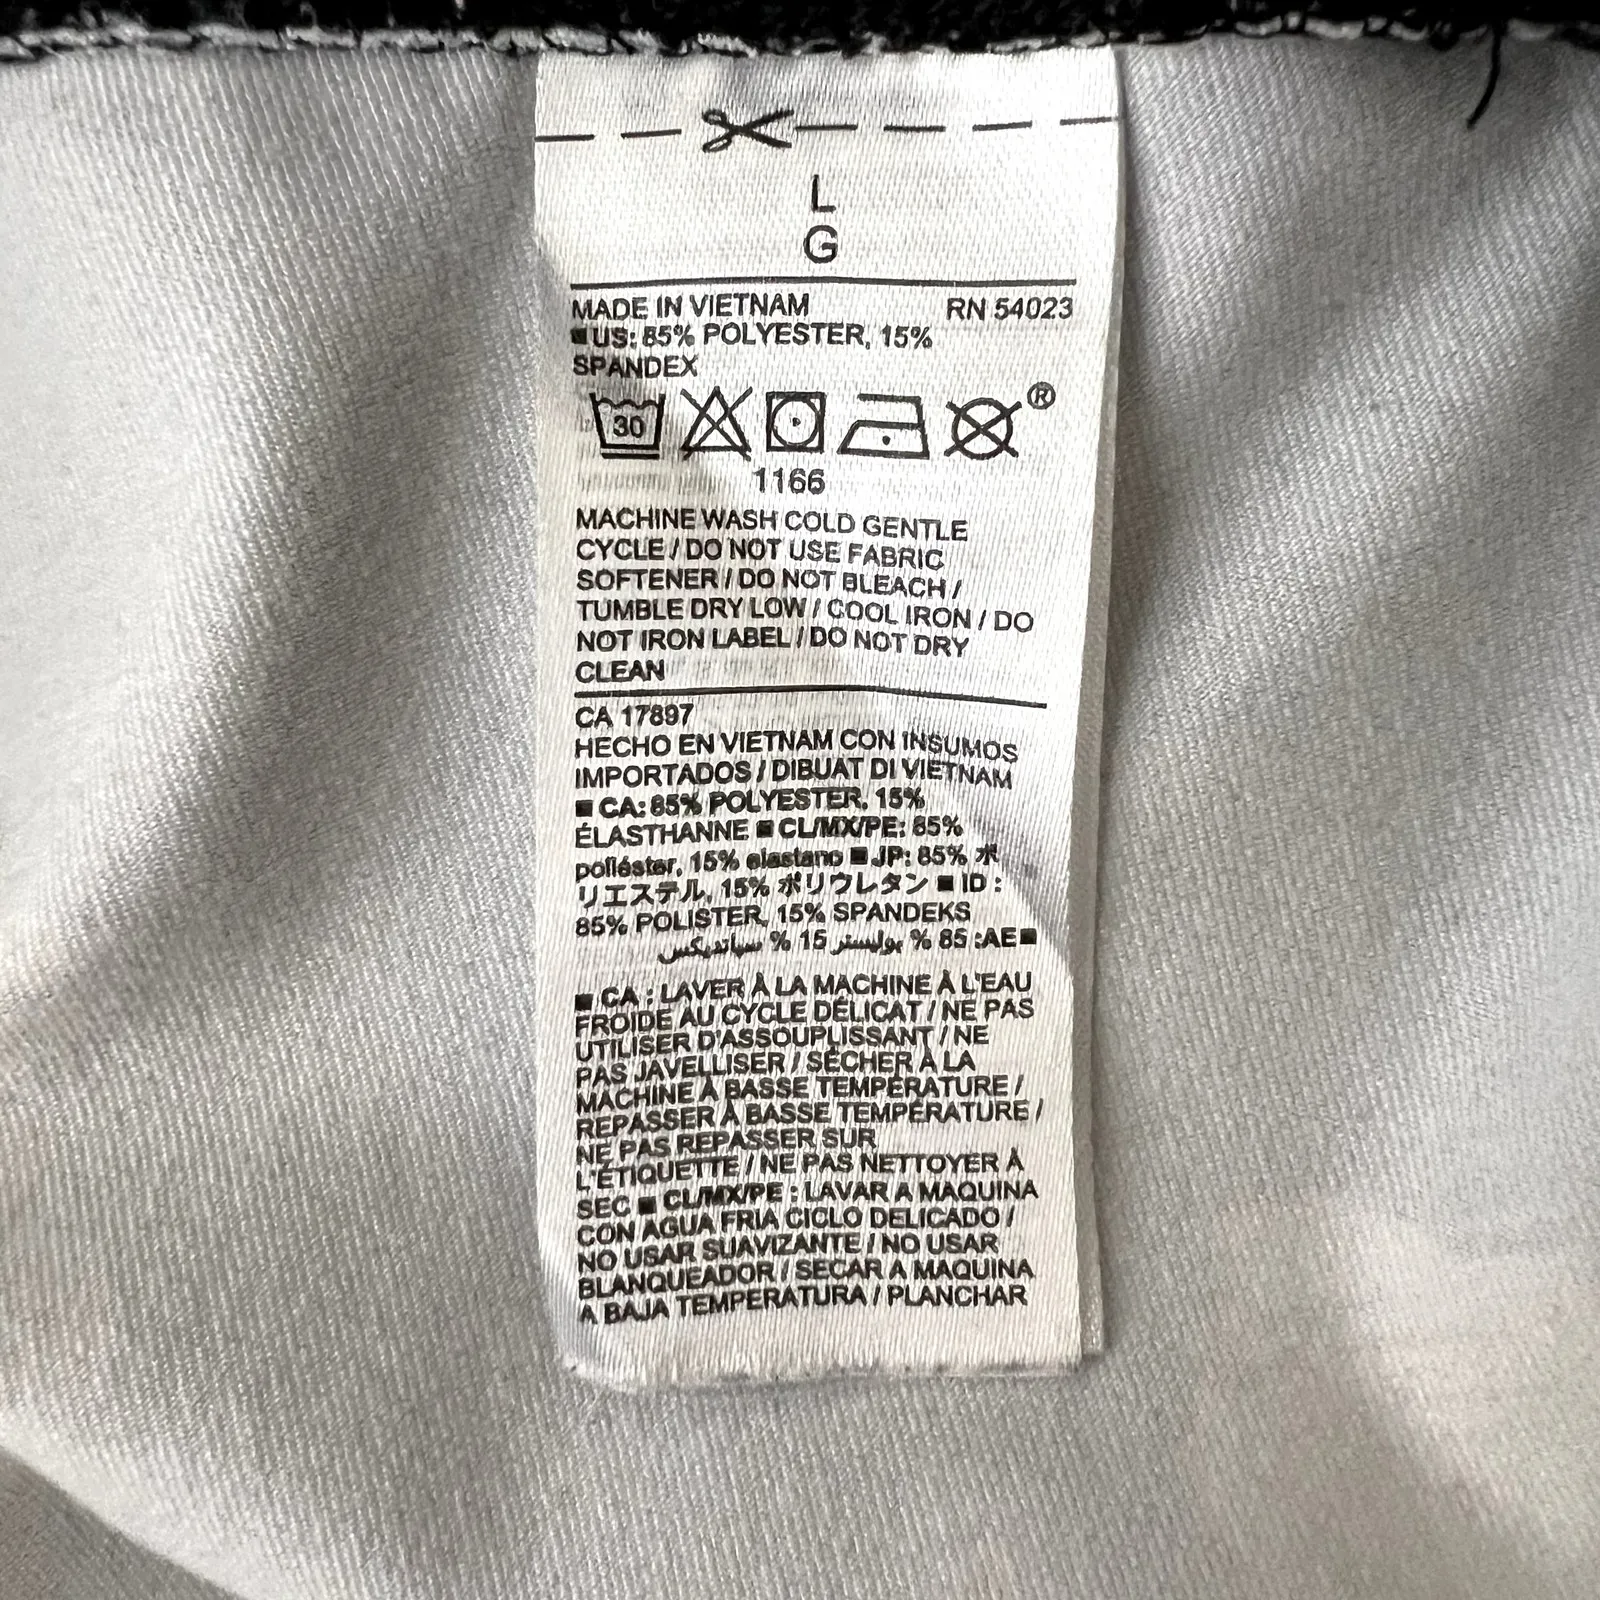 L
G
MADE IN VIETNAM RN 54023
■ US: 85% POLYESTER, 15%
SPANDEX
30 ®
1166
MACHINE WASH COLD GENTLE
CYCLE / DO NOT USE FABRIC
SOFTENER / DO NOT BLEACH /
TUMBLE DRY LOW / COOL IRON / DO
NOT IRON LABEL / DO NOT DRY
CLEAN
CA 17897
HECHO EN VIETNAM CON INSUMOS
IMPORTADOS / DIBUAT DI VIETNAM
■ CA: 85% POLYESTER, 15%
ÉLASTHANNE ■ CL/MX/PE: 85%
poliéster, 15% elastano ■ JP: 85% ポ
リエステル, 15% ポリウレタン ■ ID :
85% POLISTER, 15% SPANDEKS
■AE: 85 % بوليستر 15 % سباندیکس
■ CA : LAVER À LA MACHINE À L'EAU
FROIDE AU CYCLE DÉLICAT / NE PAS
UTILISER D'ASSOUPLISSANT / NE
PAS JAVELLISER / SÉCHER À LA
MACHINE À BASSE TEMPÉRATURE /
REPASSER À BASSE TEMPÉRATURE /
NE PAS REPASSER SUR
L'ÉTIQUETTE / NE PAS NETTOYER À
SEC ■ CL/MX/PE : LAVAR A MAQUINA
CON AGUA FRIA CICLO DELICADO /
NO USAR SUAVIZANTE / NO USAR
BLANQUEADOR / SECAR A MAQUINA
A BAJA TEMPERATURA / PLANCHAR